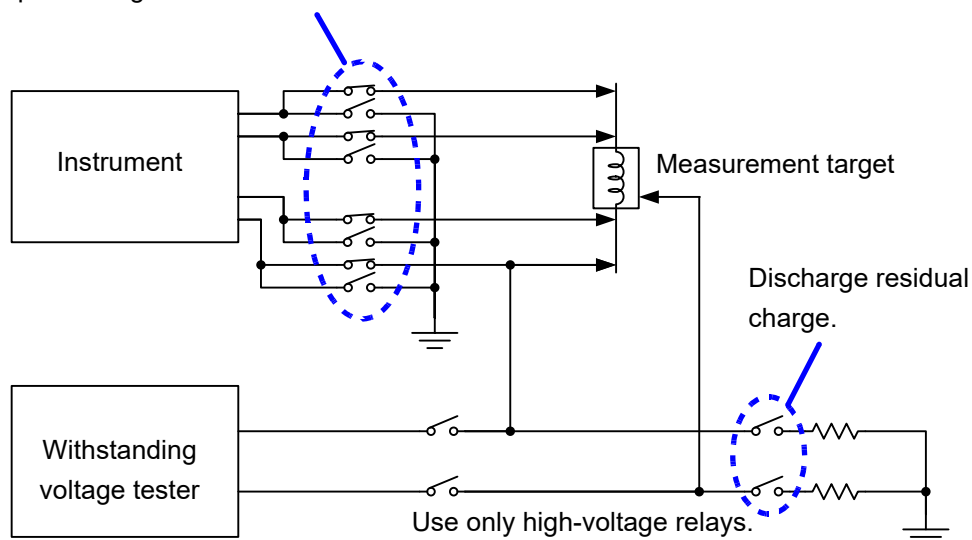 Instrument
Measurement target
Discharge residual
charge.
Withstanding
voltage tester
Use only high-voltage relays.